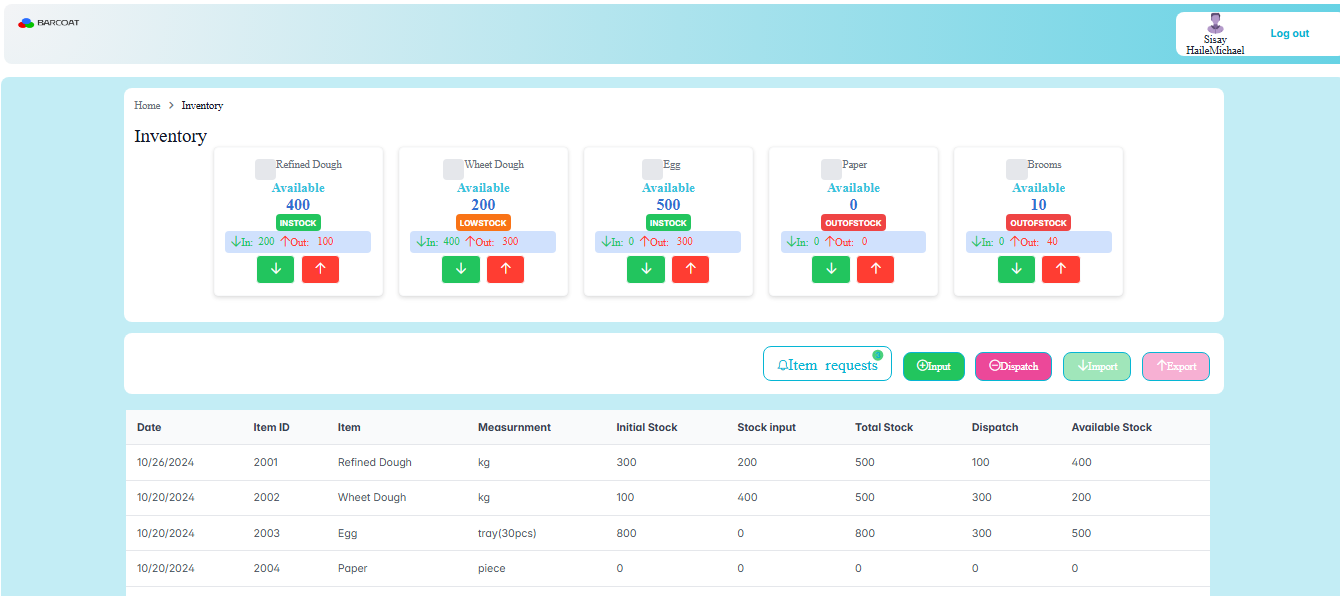 BARCOAT
Sisay
HaileMichael
Log out
Home > Inventory
Inventory
Refined Dough
Available
400
INSTOCK
In: 200 Out: 100
Wheet Dough
Available
200
LOWSTOCK
In: 400 Out: 300
Egg
Available
500
INSTOCK
In: 0 Out: 300
Paper
Available
0
OUTOFSTOCK
In: 0 Out: 0
Brooms
Available
10
OUTOFSTOCK
In: 0 Out: 40
Item requests
Input
Dispatch
Import
Export
Date Item ID Item Measurnment Initial Stock Stock input Total Stock Dispatch Available Stock
10/26/2024 2001 Refined Dough kg 300 200 500 100 400
10/20/2024 2002 Wheet Dough kg 100 400 500 300 200
10/20/2024 2003 Egg tray(30pcs) 800 0 800 300 500
10/20/2024 2004 Paper piece 0 0 0 0 0